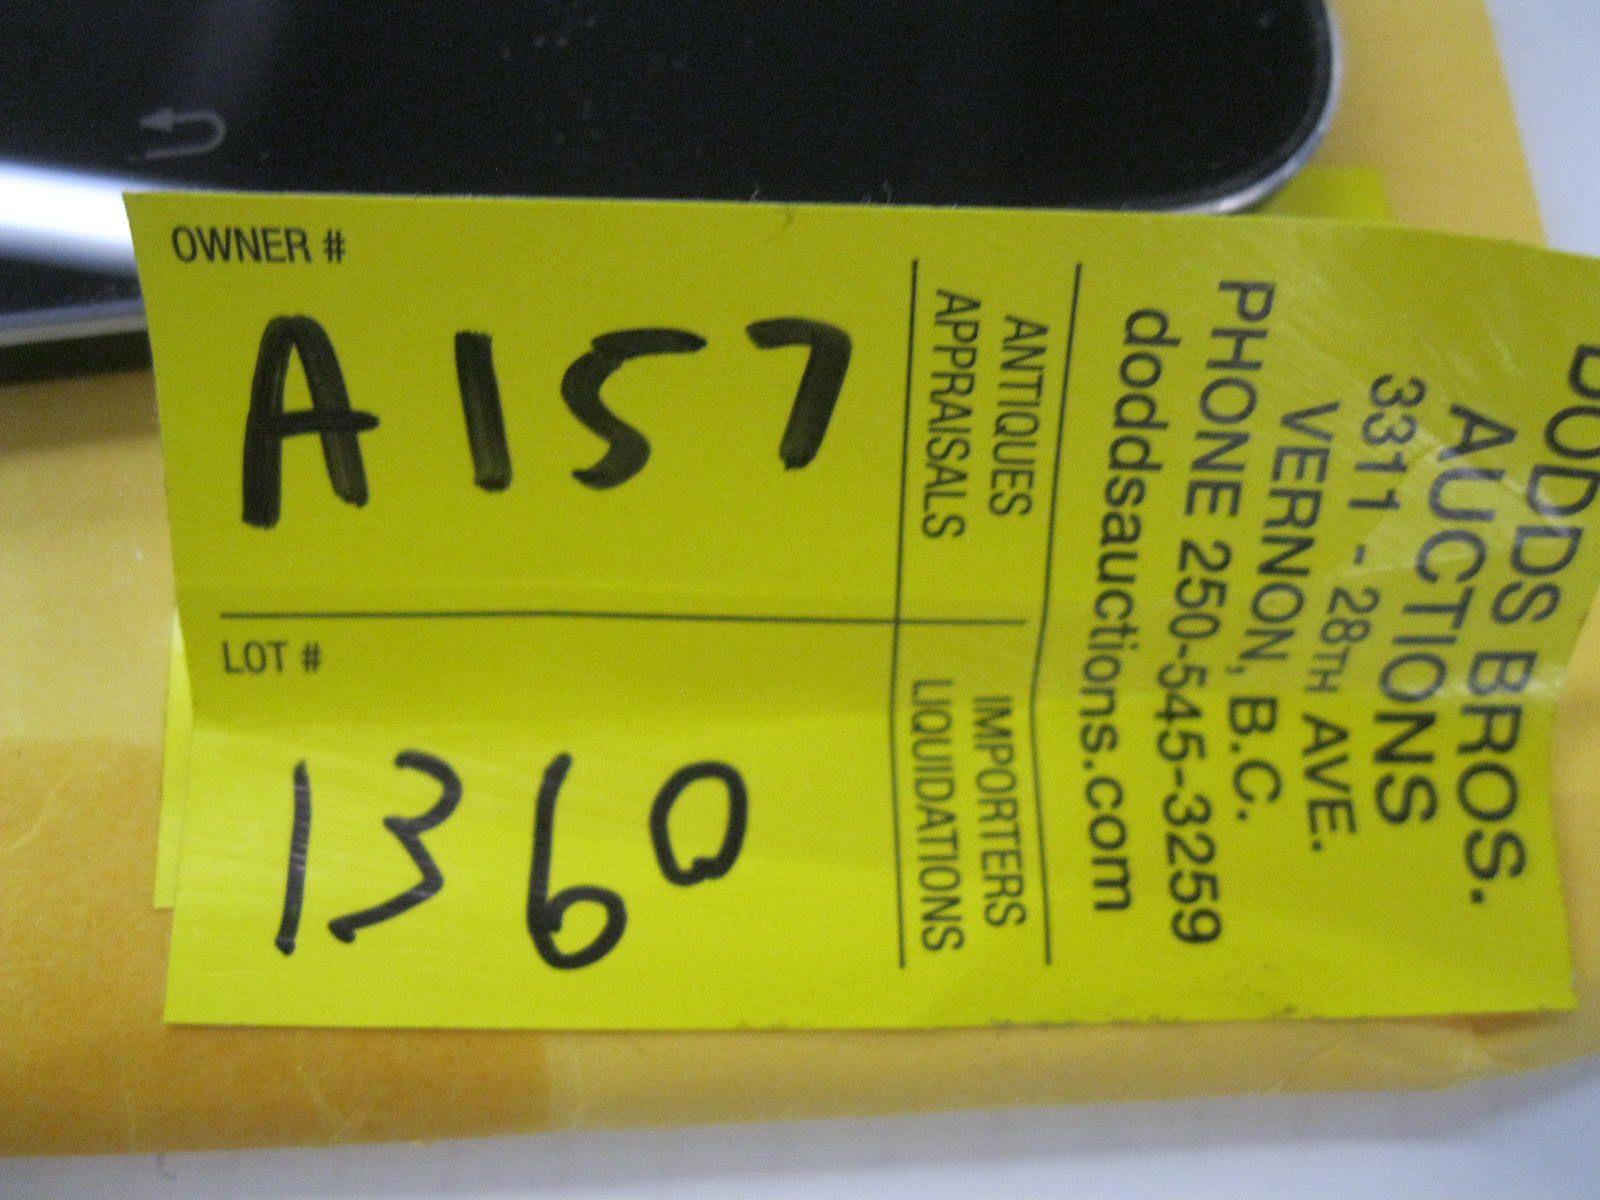 OWNER #
A157
LOT #
1360
ANTIQUES
APPRAISALS
IMPORTERS
LIQUIDATIONS
DODDS BROS.
AUCTIONS
3311 - 28TH AVE.
VERNON, B.C.
PHONE 250-545-3259
doddsauctions.com